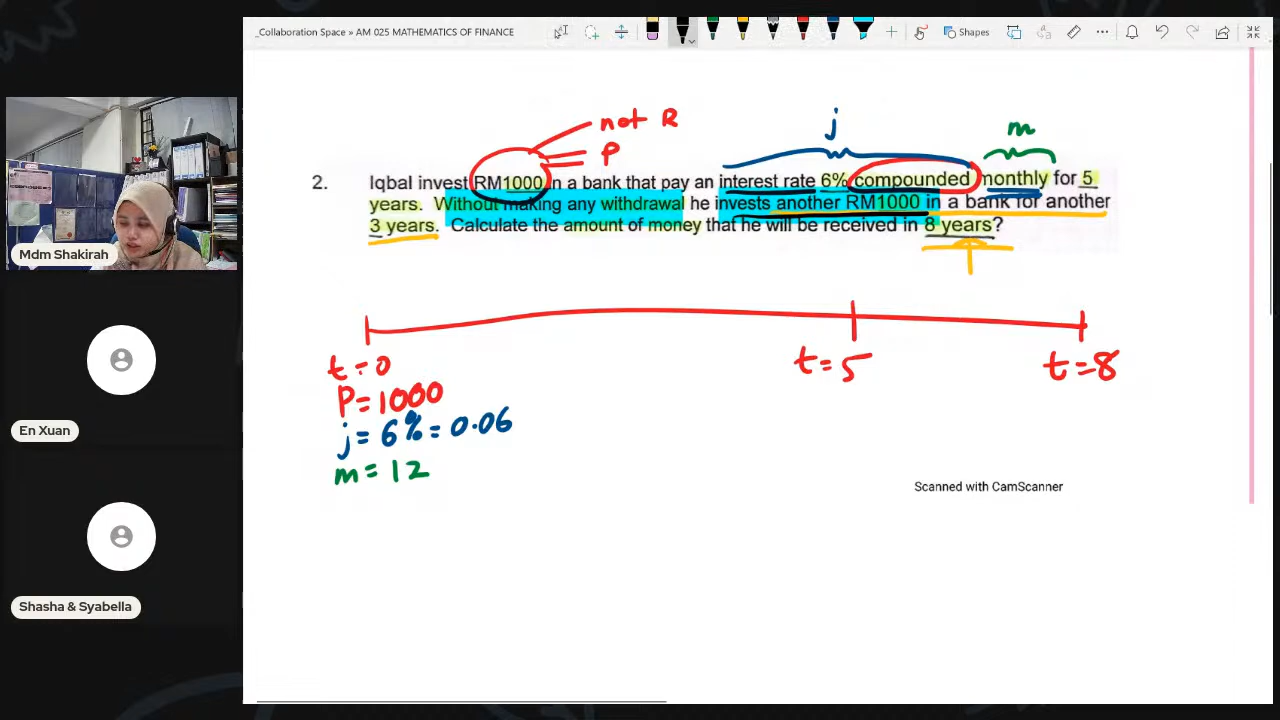 _Collaboration Space » AM 025 MATHEMATICS OF FINANCE
Shapes
not R
P
j
m
2. Iqbal invest RM1000 in a bank that pay an interest rate 6% compounded monthly for 5
years. Without making any withdrawal he invests another RM1000 in a bank for another
3 years. Calculate the amount of money that he will be received in 8 years?
t=0
t=5
t=8
P=1000
j=6%=0.06
m=12
Scanned with CamScanner
Mdm Shakirah
En Xuan
Shasha & Syabella